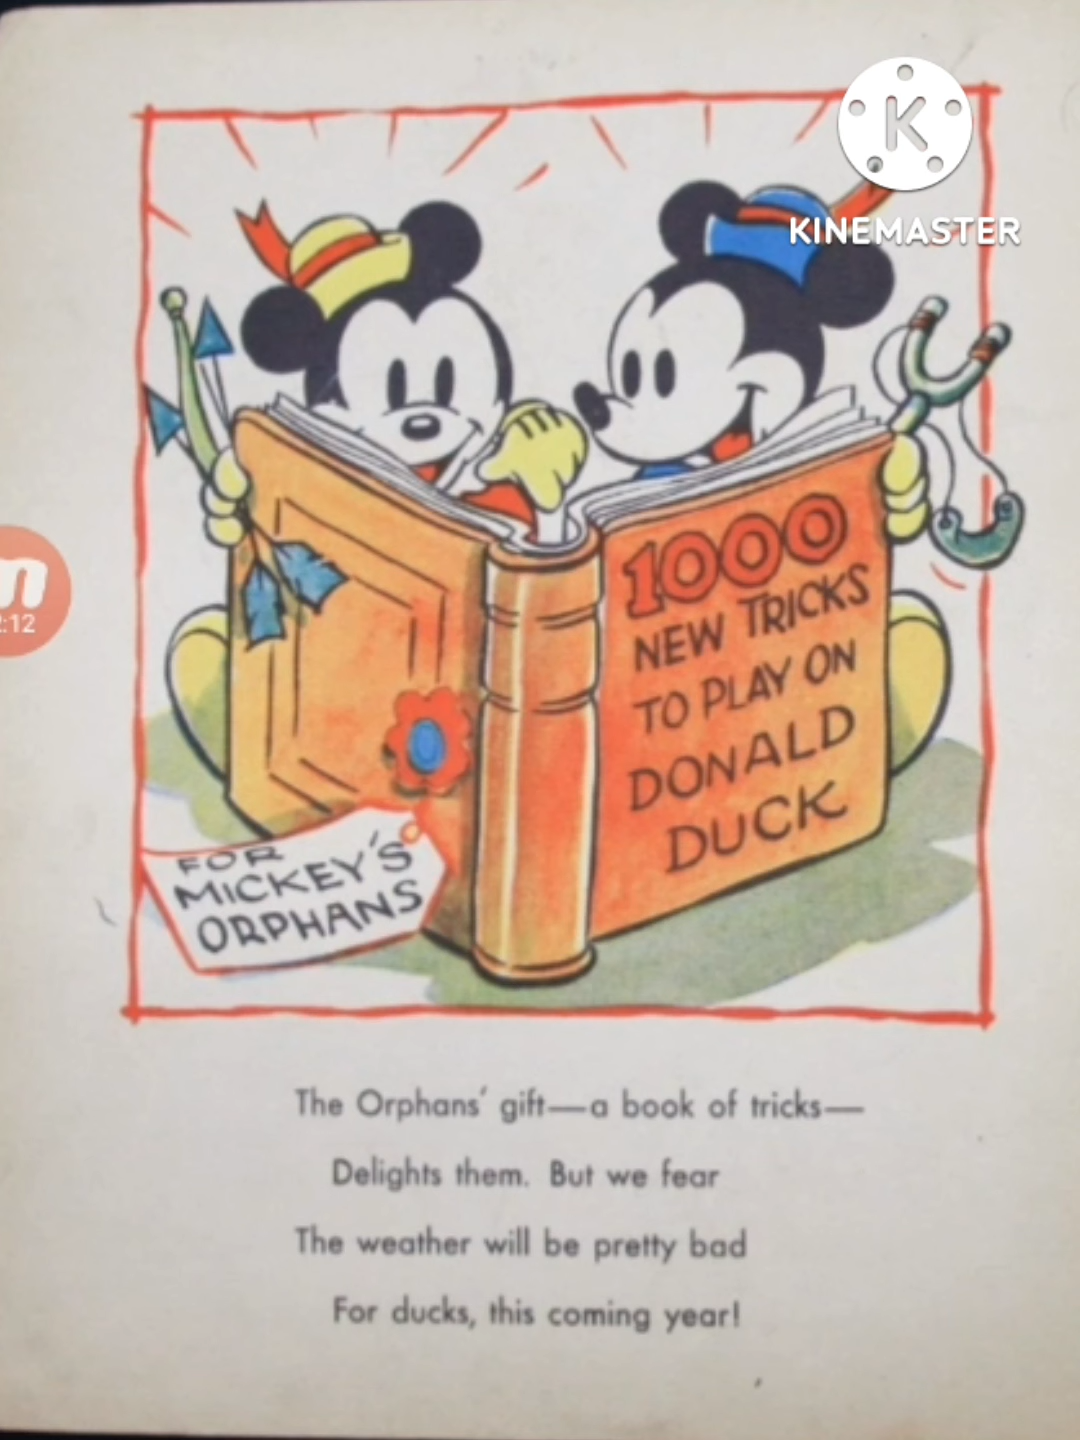 K
KINEMASTER
:12
1000
NEW TRICKS
TO PLAY ON
DONALD
DUCK
FOR
MICKEY'S
ORPHANS
The Orphans' gift—a book of tricks—
Delights them. But we fear
The weather will be pretty bad
For ducks, this coming year!